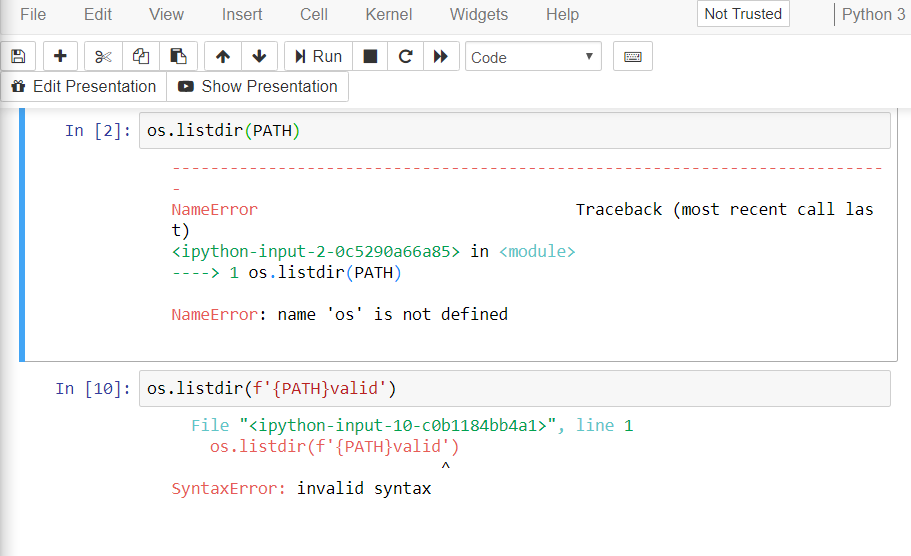 File Edit View Insert Cell Kernel Widgets Help Not Trusted Python 3
Run Code
Edit Presentation Show Presentation
In [2]: os.listdir(PATH)
---------------------------------------------------------------------------
NameError Traceback (most recent call las
t)
<ipython-input-2-0c5290a66a85> in <module>
----> 1 os.listdir(PATH)
NameError: name 'os' is not defined
In [10]: os.listdir(f'{PATH}valid')
File "<ipython-input-10-c0b1184bb4a1>", line 1
os.listdir(f'{PATH}valid')
^
SyntaxError: invalid syntax